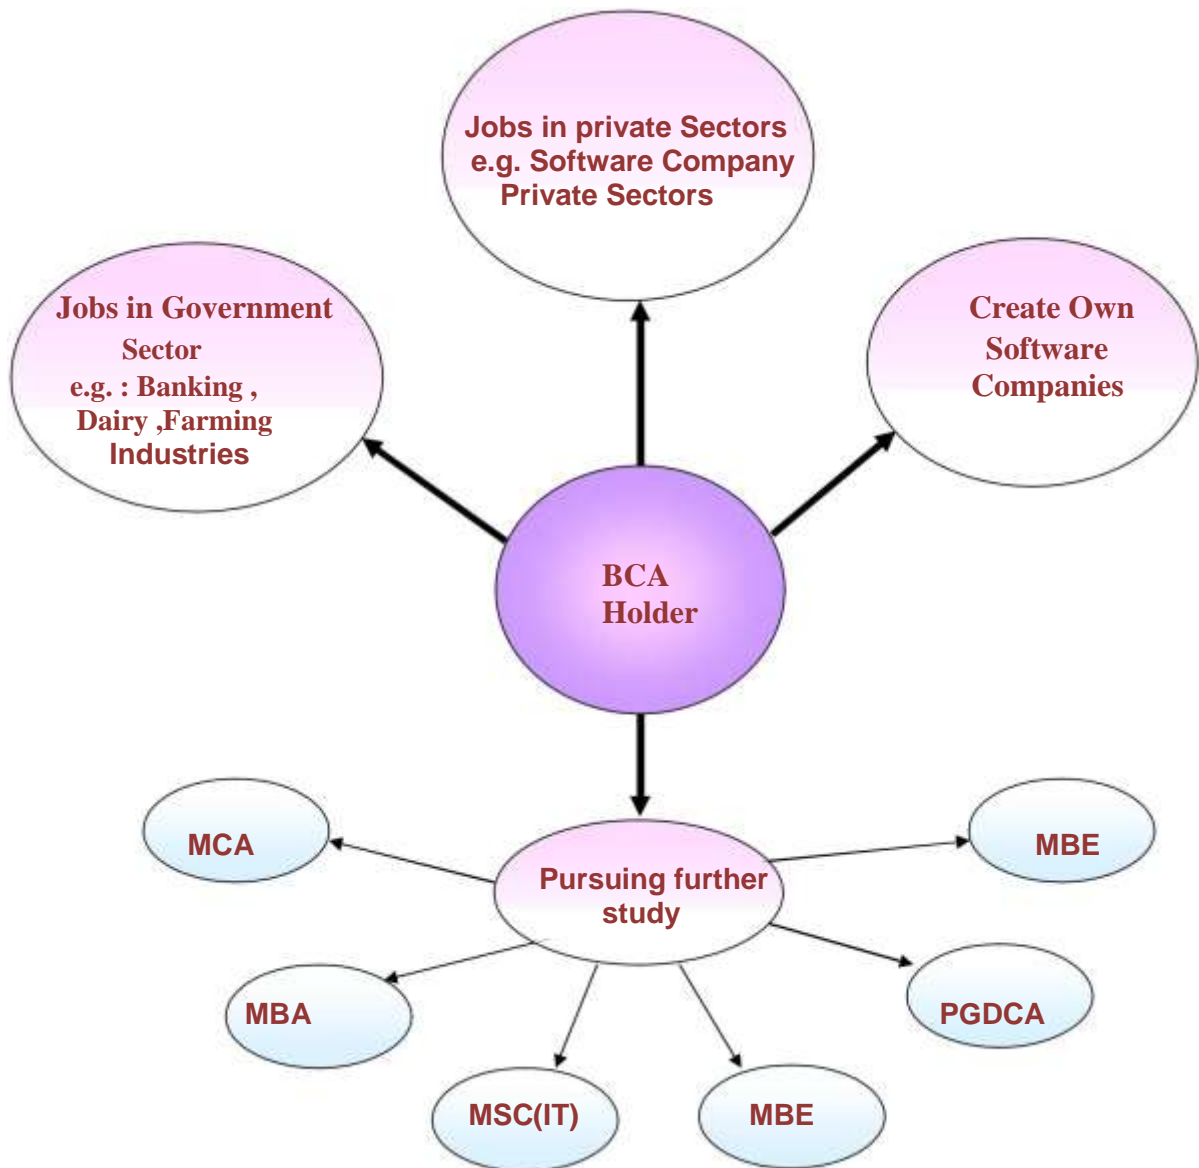 Jobs in private Sectors
e.g. Software Company
Private Sectors
Jobs in Government
Sector
e.g. : Banking ,
Dairy ,Farming
Industries
Create Own
Software
Companies
BCA
Holder
Pursuing further
study
MCA
MBE
MBA
PGDCA
MSC(IT)
MBE